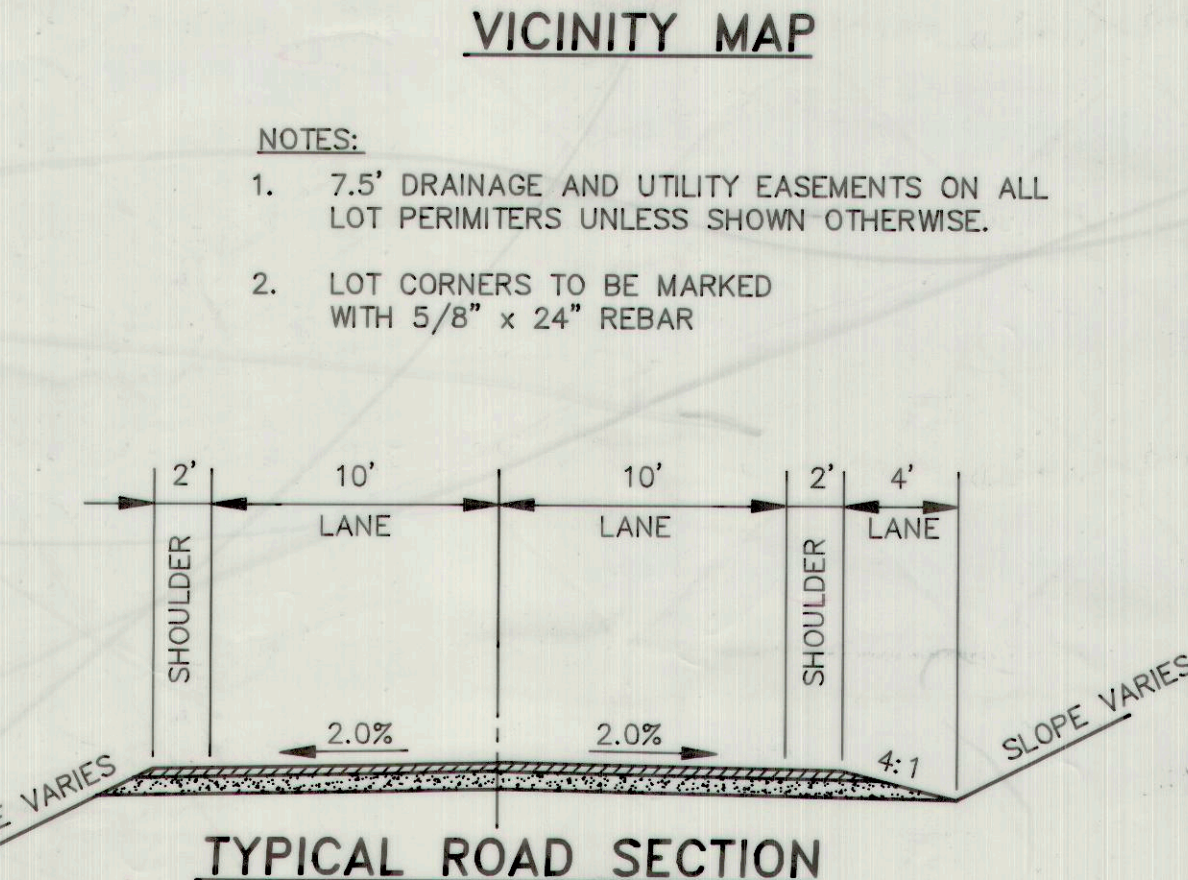 VICINITY MAP
NOTES:
1. 7.5' DRAINAGE AND UTILITY EASEMENTS ON ALL
LOT PERIMITERS UNLESS SHOWN OTHERWISE.
2. LOT CORNERS TO BE MARKED
WITH 5/8" x 24" REBAR
2' 10' 10' 2' 4'
LANE LANE LANE
SHOULDER SHOULDER
2.0% 2.0%
4:1
SLOPE VARIES
VARIES
TYPICAL ROAD SECTION